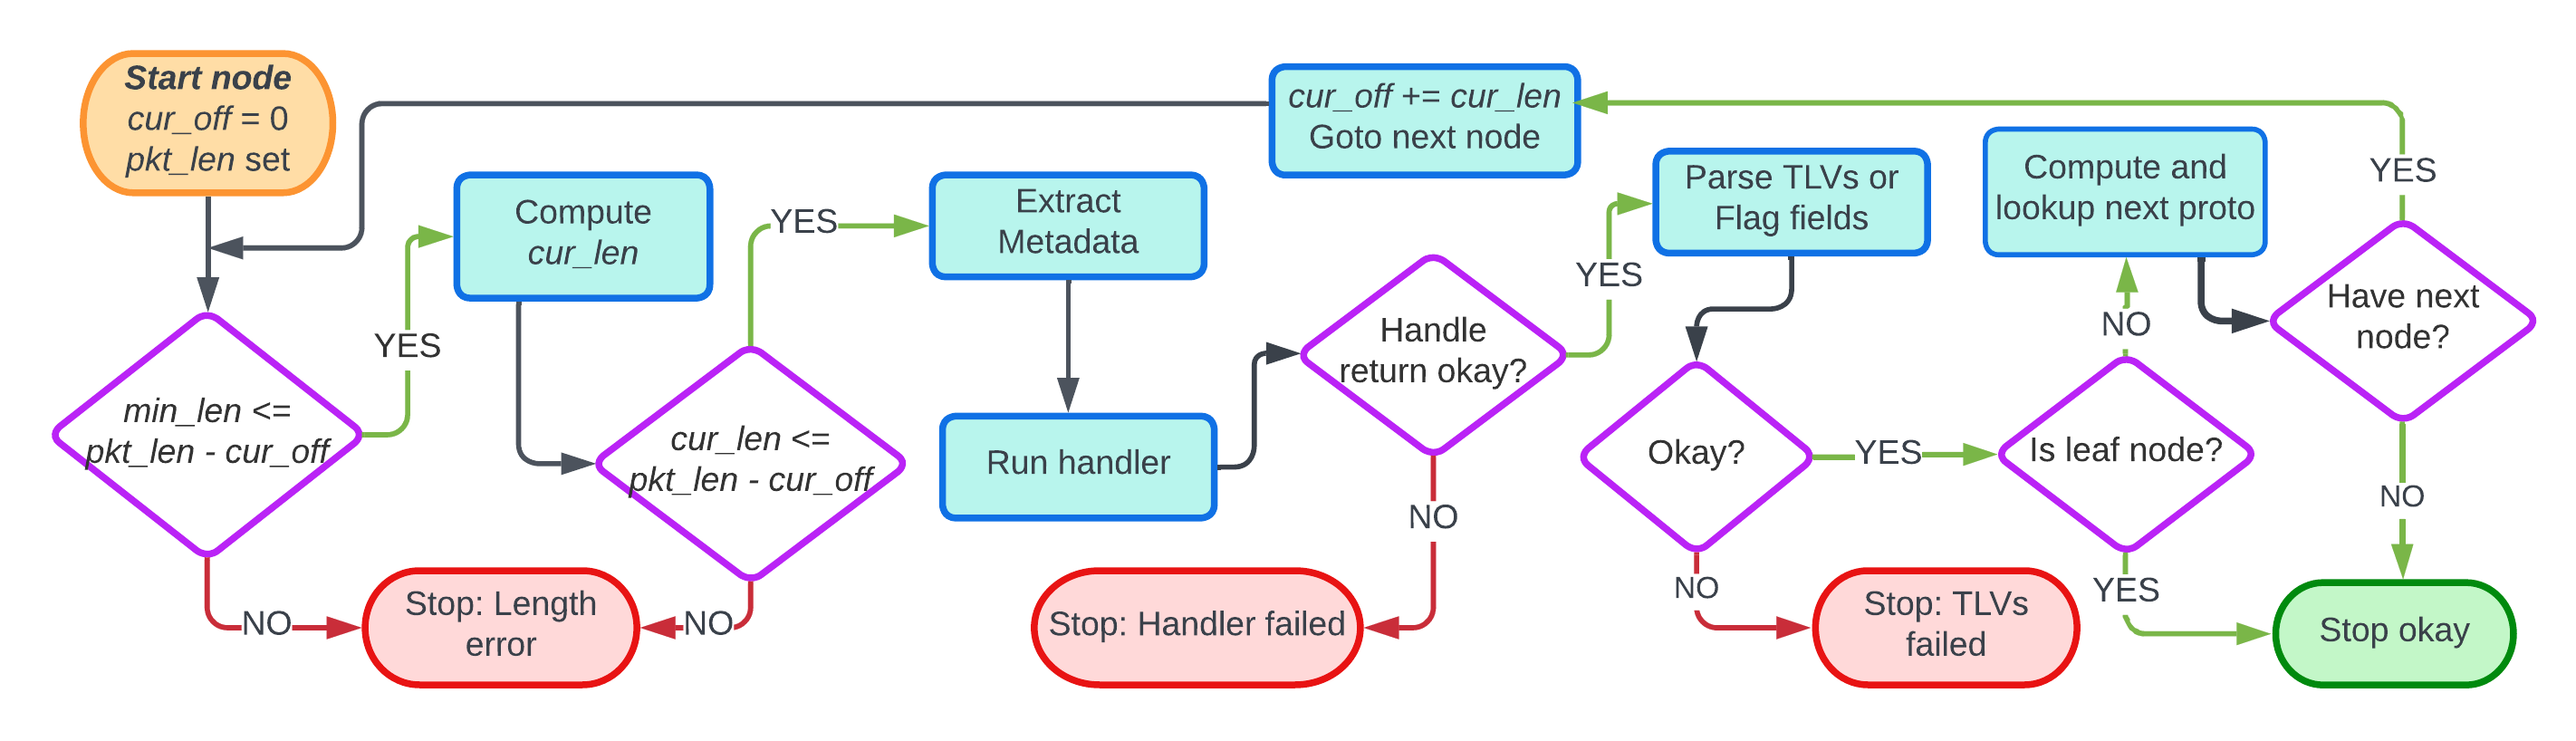 Start node
cur_off = 0
pkt_len set
min_len <=
pkt_len - cur_off
YES
NO
Compute
cur_len
cur_len <=
pkt_len - cur_off
YES
NO
Stop: Length
error
Extract
Metadata
Run handler
Handle
return okay?
YES
NO
Stop: Handler failed
Parse TLVs or
Flag fields
Okay?
YES
NO
Stop: TLVs
failed
Is leaf node?
NO
YES
Compute and
lookup next proto
Have next
node?
YES
NO
Stop okay
cur_off += cur_len
Goto next node